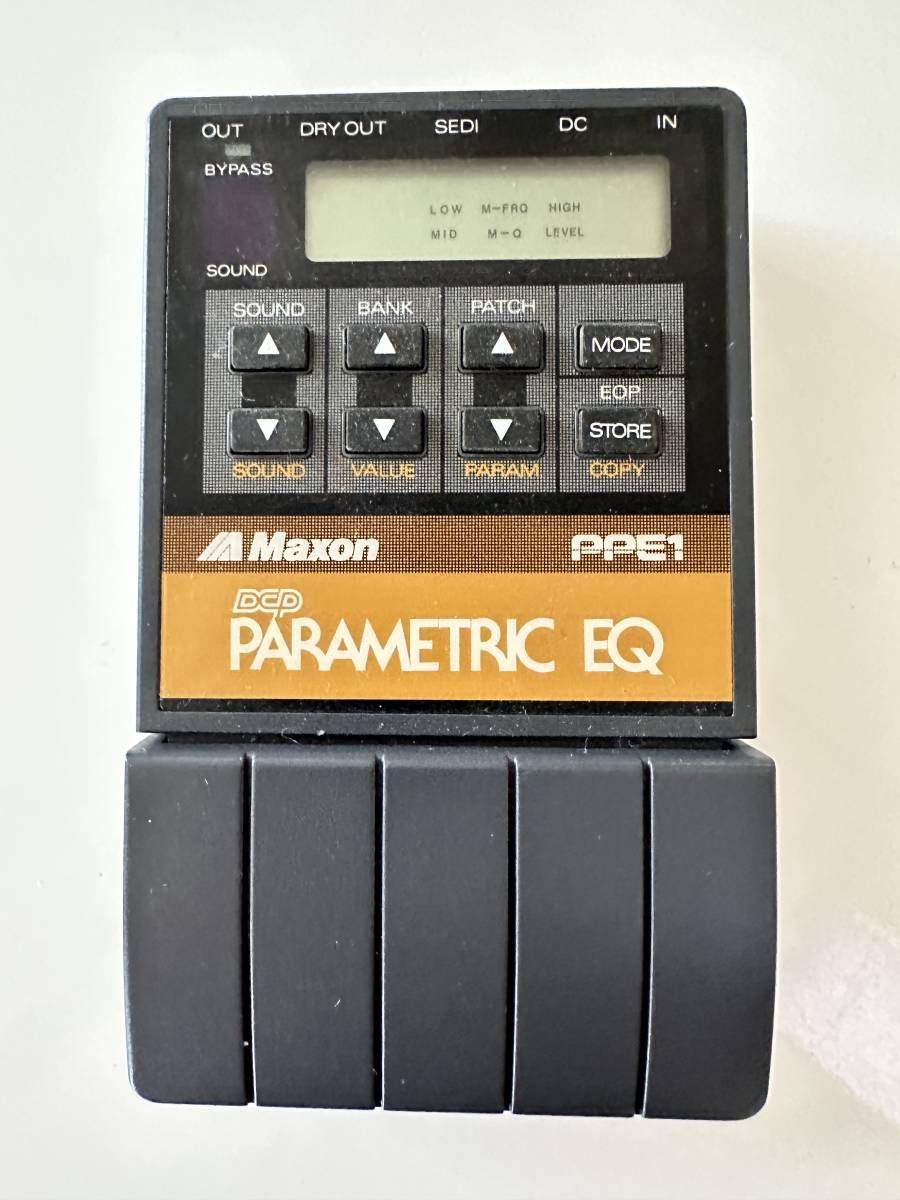 OUT DRY OUT SEDI DC IN
BYPASS
LOW M-FRQ HIGH
MID M-Q LEVEL
SOUND
SOUND BANK PATCH
▲ ▲ ▲ MODE
EOP
▼ ▼ ▼ STORE
SOUND VALUE PARAM COPY
Maxon PPE1
DCP
PARAMETRIC EQ